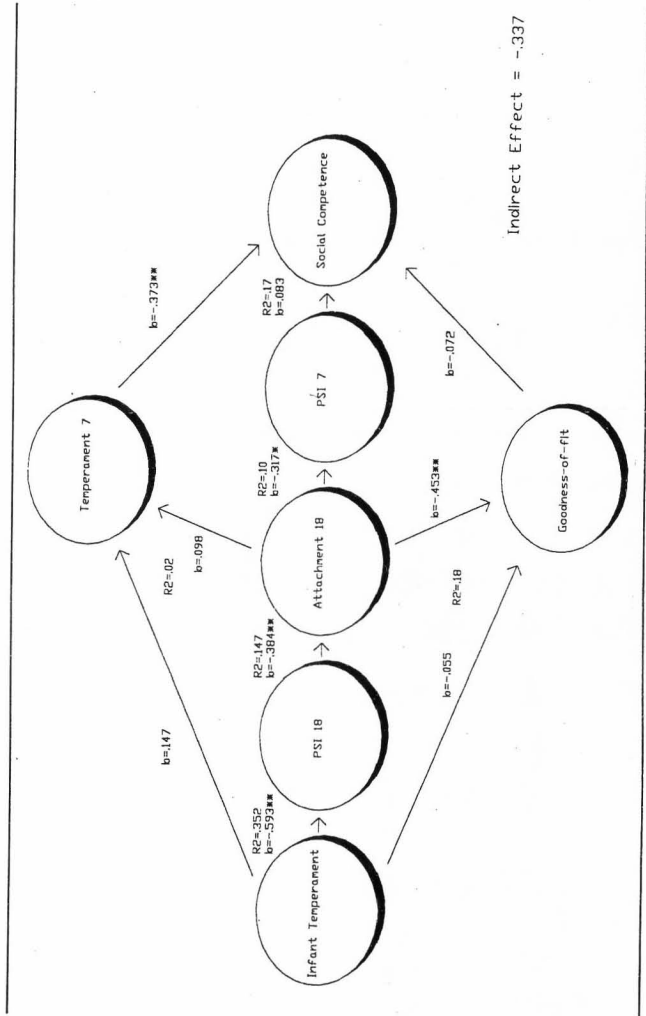 Temperament 7
b=.147
R2=.02
b=.098
b=-.373**
R2=.352
b=-.593**
R2=.147
b=-.384**
R2=.10
b=-.317*
R2=.17
b=.083
Infant Temperament
PSI 18
Attachment 18
PSI 7
Social Competence
b=-.055
R2=.18
b=-.453**
b=-.072
Goodness-of-fit
Indirect Effect = -.337